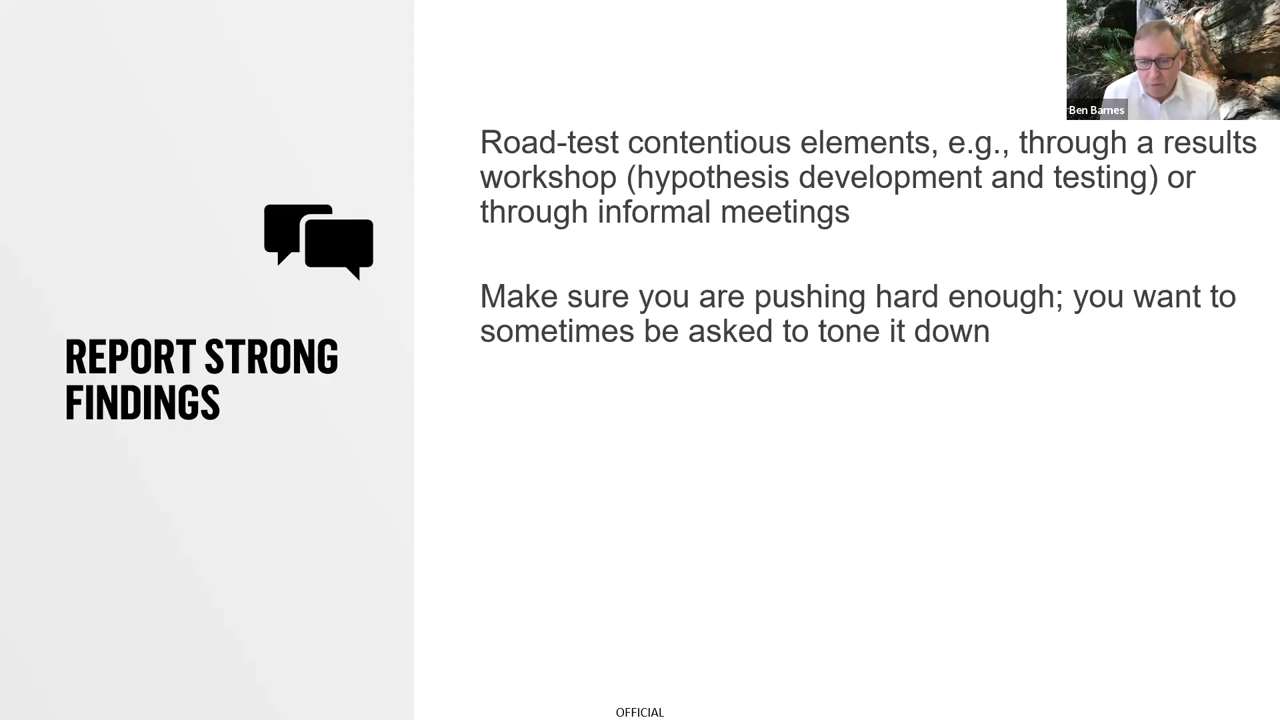 Ben Barnes
Road-test contentious elements, e.g., through a results
workshop (hypothesis development and testing) or
through informal meetings
Make sure you are pushing hard enough; you want to
sometimes be asked to tone it down
REPORT STRONG
FINDINGS
OFFICIAL